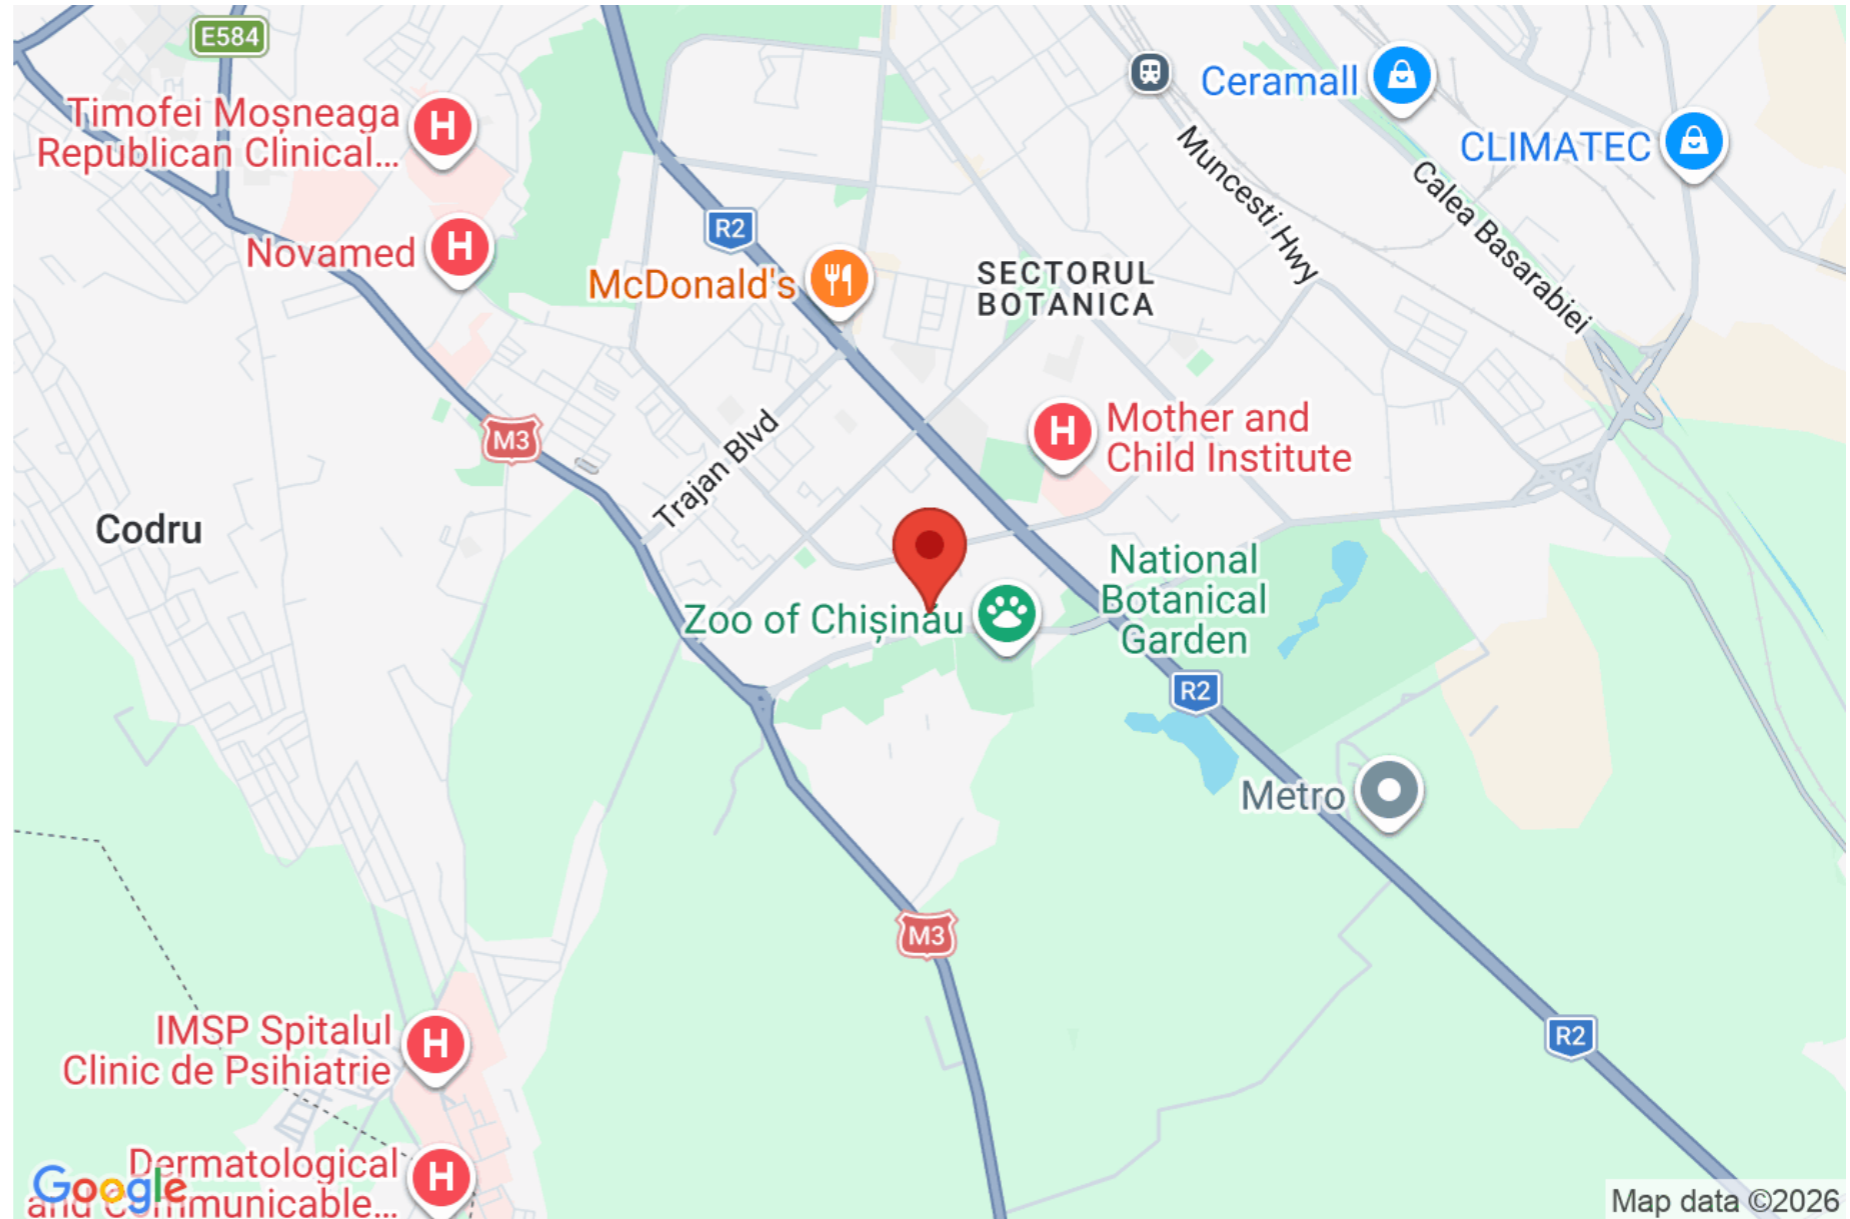 E584
Timofei Moșneaga
Republican Clinical...
Novamed
R2
McDonald's
SECTORUL
BOTANICA
Ceramall
CLIMATEC
Muncesti Hwy
Calea Basarabiei
M3
Trajan Blvd
Mother and
Child Institute
Codru
Zoo of Chișinău
National
Botanical
Garden
R2
Metro
M3
R2
IMSP Spitalul
Clinic de Psihiatrie
Dermatological
and Communicable...
Google
Map data ©2026